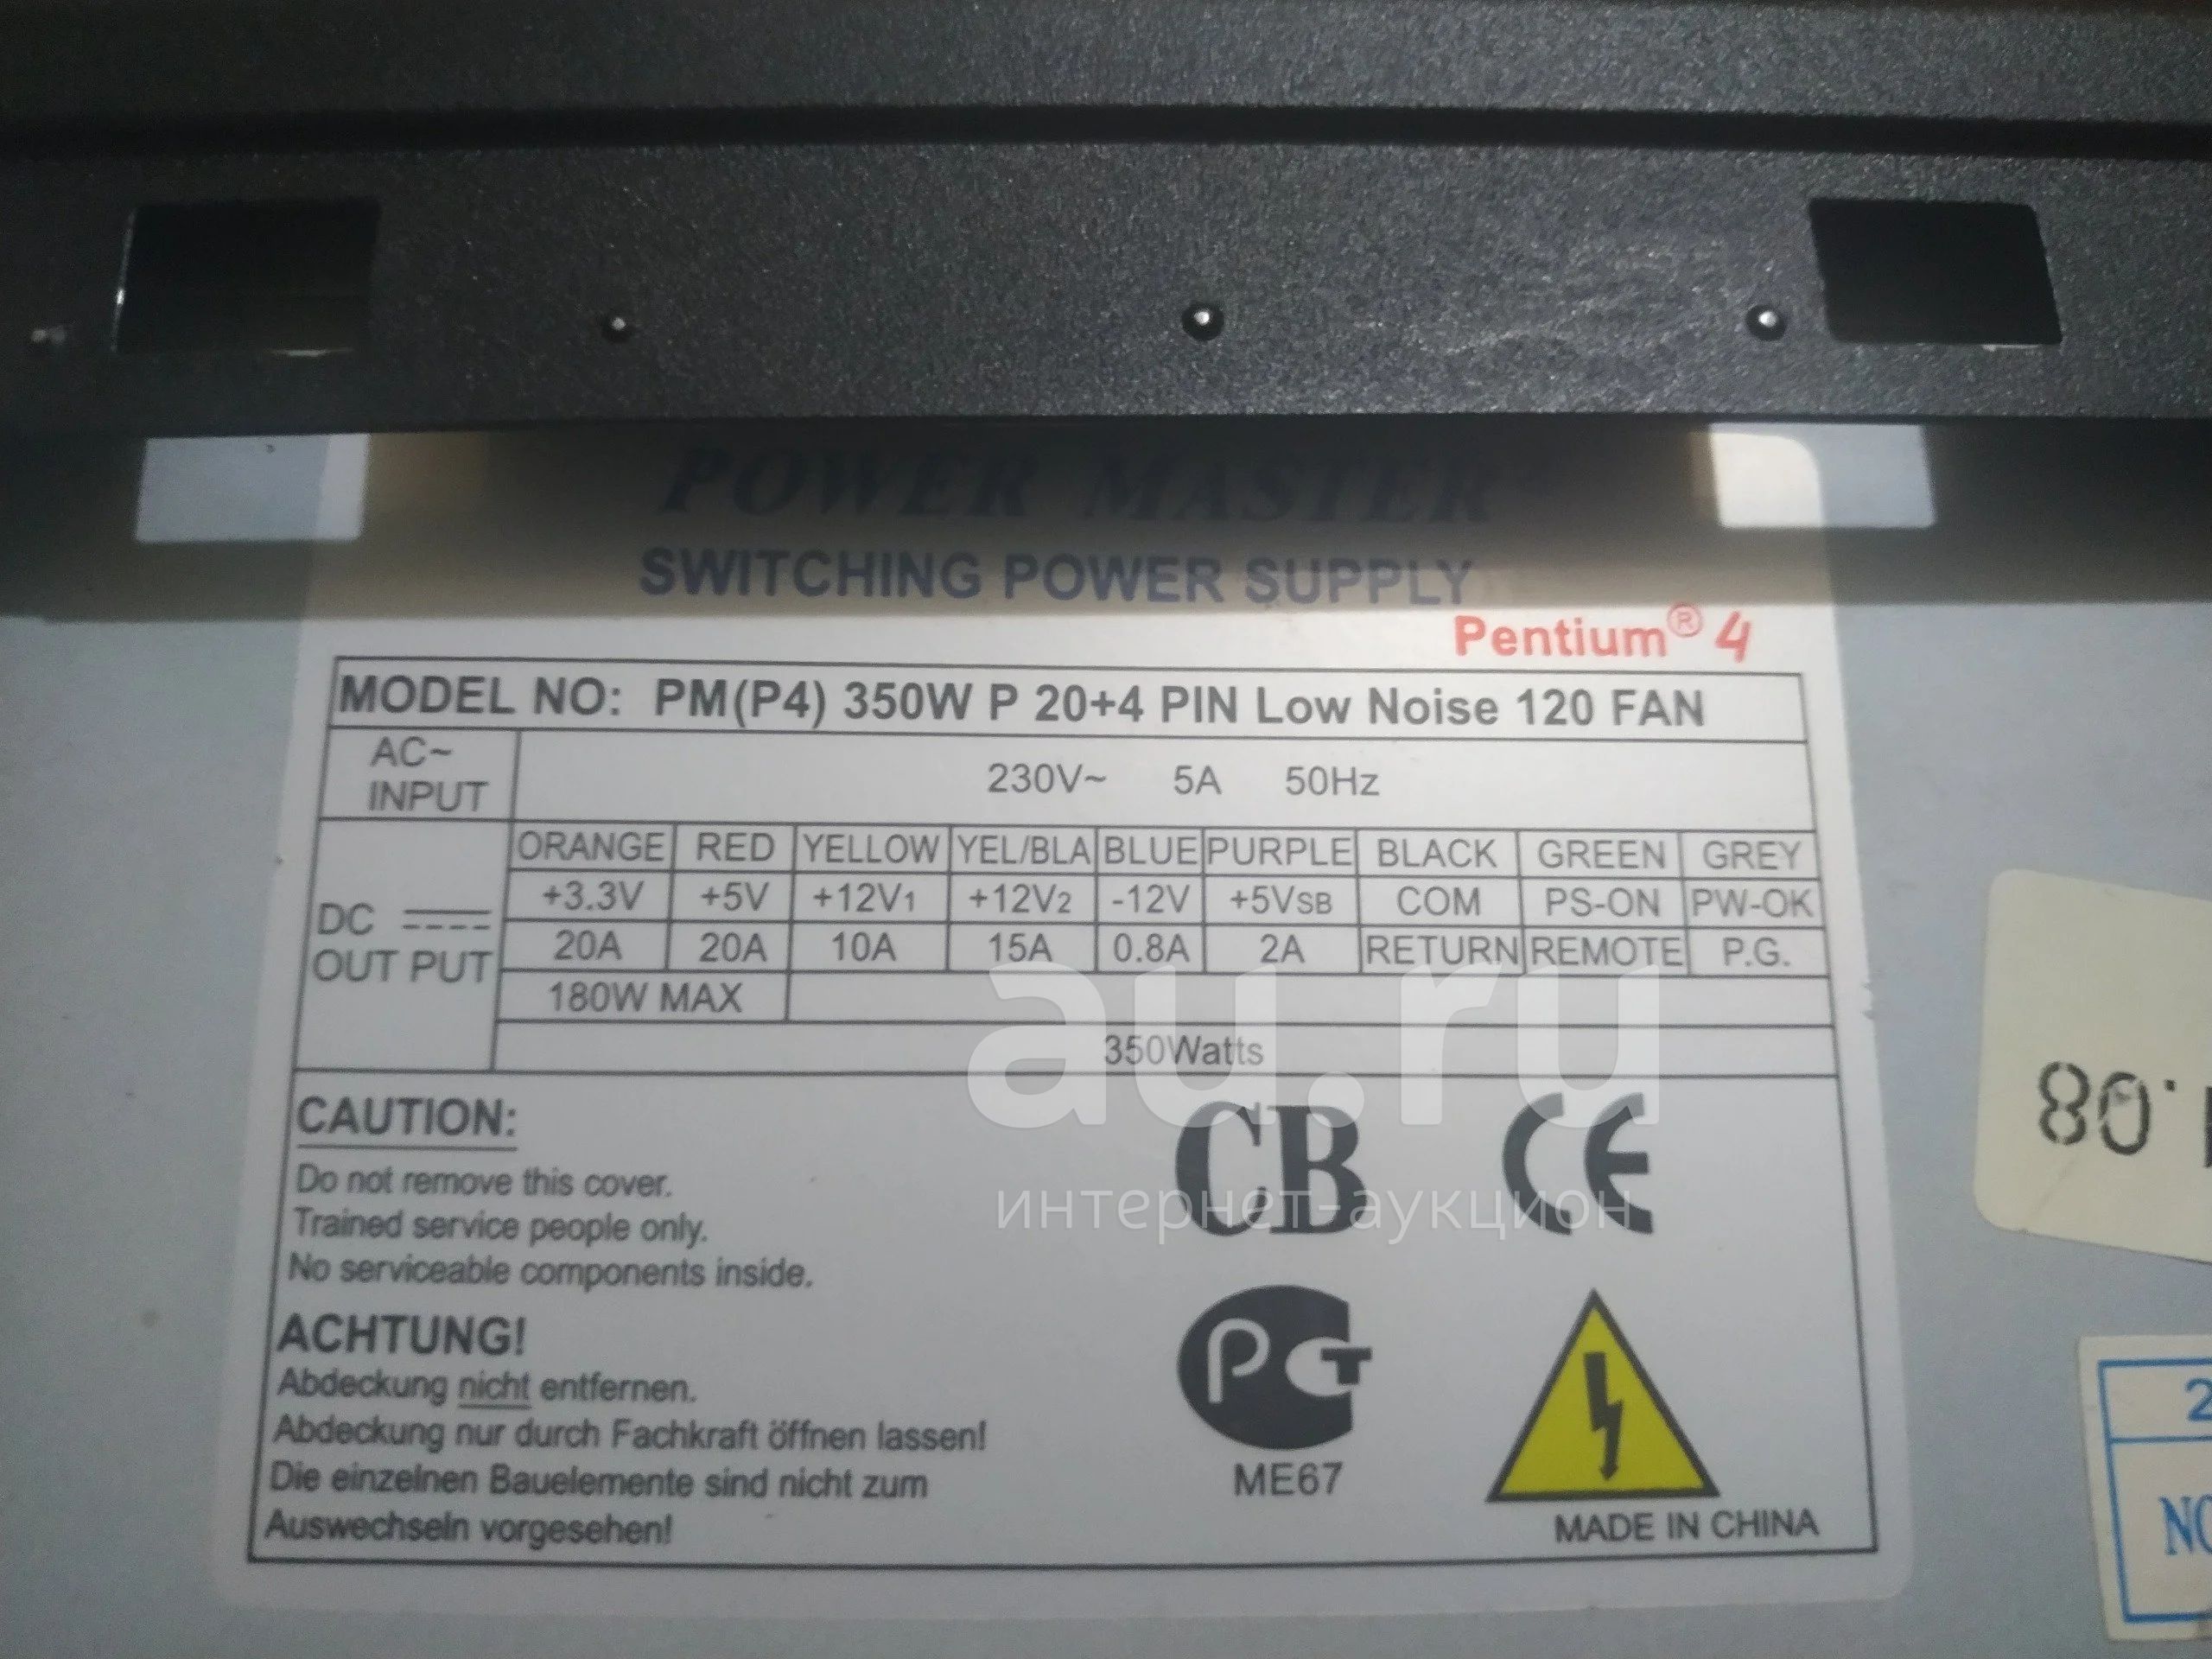 POWER MASTER
SWITCHING POWER SUPPLY
Pentium® 4
MODEL NO: PM(P4) 350W P 20+4 PIN Low Noise 120 FAN
AC~ INPUT 230V~ 5A 50Hz
ORANGE RED YELLOW YEL/BLA BLUE PURPLE BLACK GREEN GREY
+3.3V +5V +12V1 +12V2 -12V +5VSB COM PS-ON PW-OK
DC OUT PUT
20A 20A 10A 15A 0.8A 2A RETURN REMOTE P.G.
180W MAX
350Watts
au.ru
интернет-аукцион
CAUTION:
Do not remove this cover.
Trained service people only.
No serviceable components inside.
ACHTUNG!
Abdeckung nicht entfernen.
Abdeckung nur durch Fachkraft öffnen lassen!
Die einzelnen Bauelemente sind nicht zum
Auswechseln vorgesehen!
CB CE
PCT
ME67
MADE IN CHINA